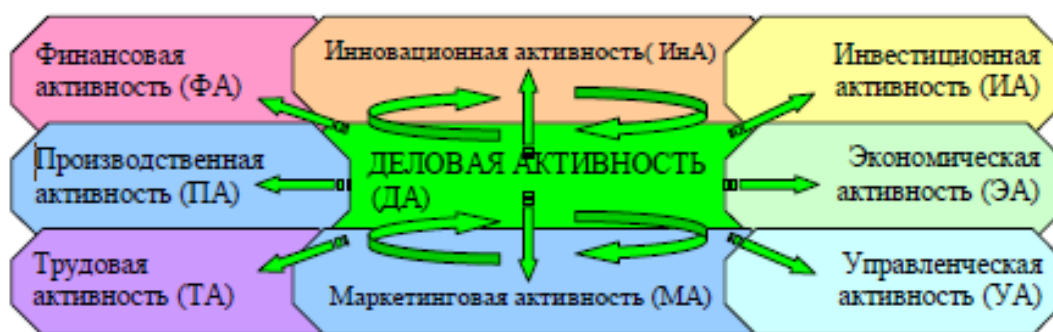 Финансовая
активность (ФА)
Инновационная активность( ИнА)
Инвестиционная
активность (ИА)
Производственная
активность (ПА)
ДЕЛОВАЯ АКТИВНОСТЬ
(ДА)
Экономическая
активность (ЭА)
Трудовая
активность (ТА)
Маркетинговая активность (МА)
Управленческая
активность (УА)